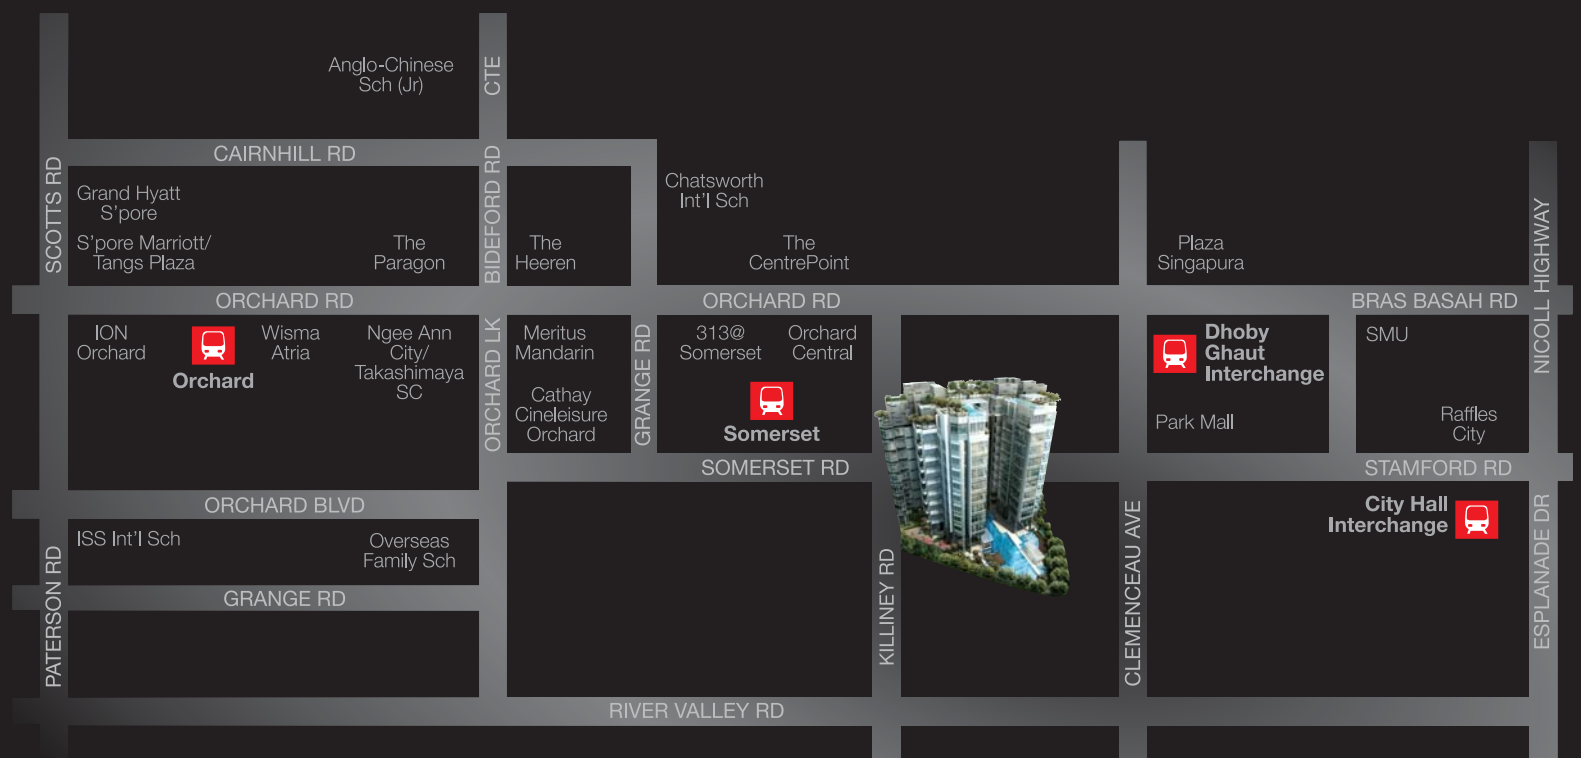 Anglo-Chinese
Sch (Jr)
CTE
CAIRNHILL RD
SCOTTS RD
BIDEFORD RD
Grand Hyatt
S'pore
S'pore Marriott/
Tangs Plaza
The
Paragon
The
Heeren
Chatsworth
Int'l Sch
The
CentrePoint
Plaza
Singapura
NICOLL HIGHWAY
ORCHARD RD
ORCHARD RD
BRAS BASAH RD
ION
Orchard
Orchard
Wisma
Atria
Ngee Ann
City/
Takashimaya
SC
ORCHARD LK
Meritus
Mandarin
Cathay
Cineleisure
Orchard
GRANGE RD
313@
Somerset
Orchard
Central
Somerset
Dhoby
Ghaut
Interchange
Park Mall
SMU
Raffles
City
SOMERSET RD
STAMFORD RD
ORCHARD BLVD
City Hall
Interchange
ISS Int'l Sch
Overseas
Family Sch
PATERSON RD
GRANGE RD
KILLINEY RD
CLEMENCEAU AVE
ESPLANADE DR
RIVER VALLEY RD